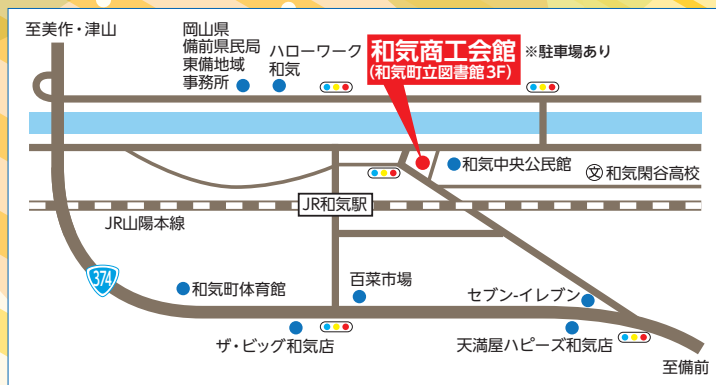 至美作・津山
岡山県
備前県民局
東備地域
事務所
ハローワーク
和気
和気商工会館
(和気町立図書館3F)
※駐車場あり
和気中央公民館
文 和気閑谷高校
JR和気駅
JR山陽本線
374
和気町体育館
百菜市場
セブン-イレブン
ザ・ビッグ和気店
天満屋ハピーズ和気店
至備前